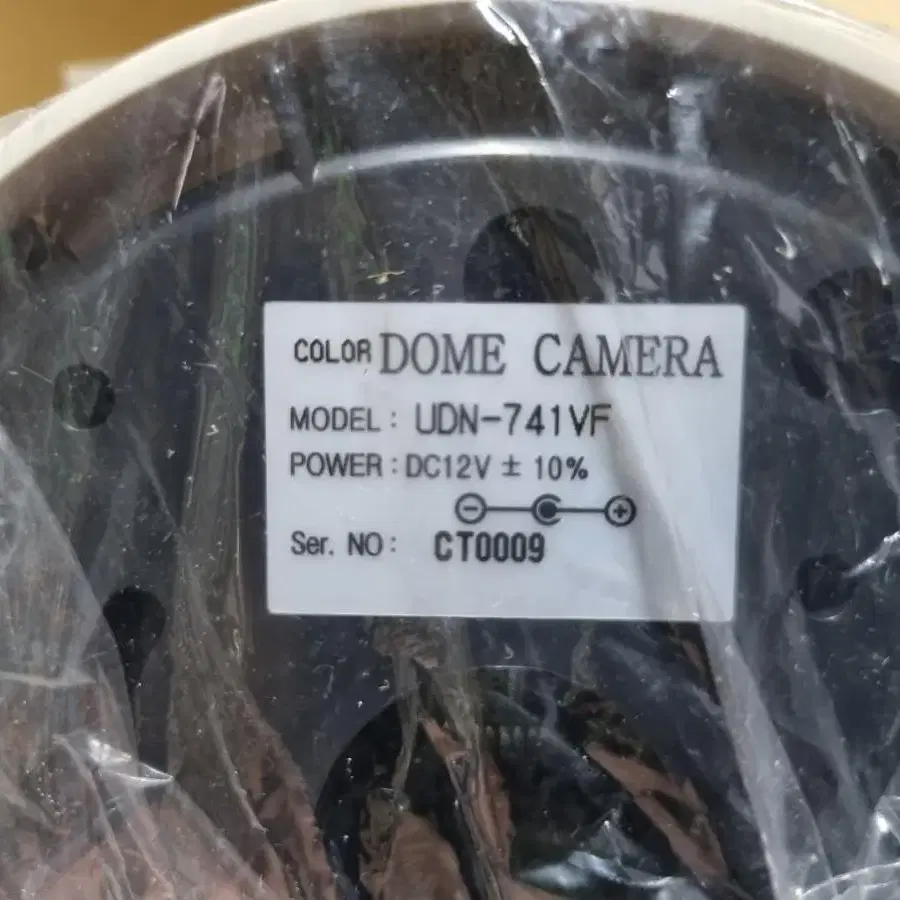 COLOR DOME CAMERA
MODEL : UDN-741VF
POWER : DC12V ± 10%
Ser. NO : CT0009